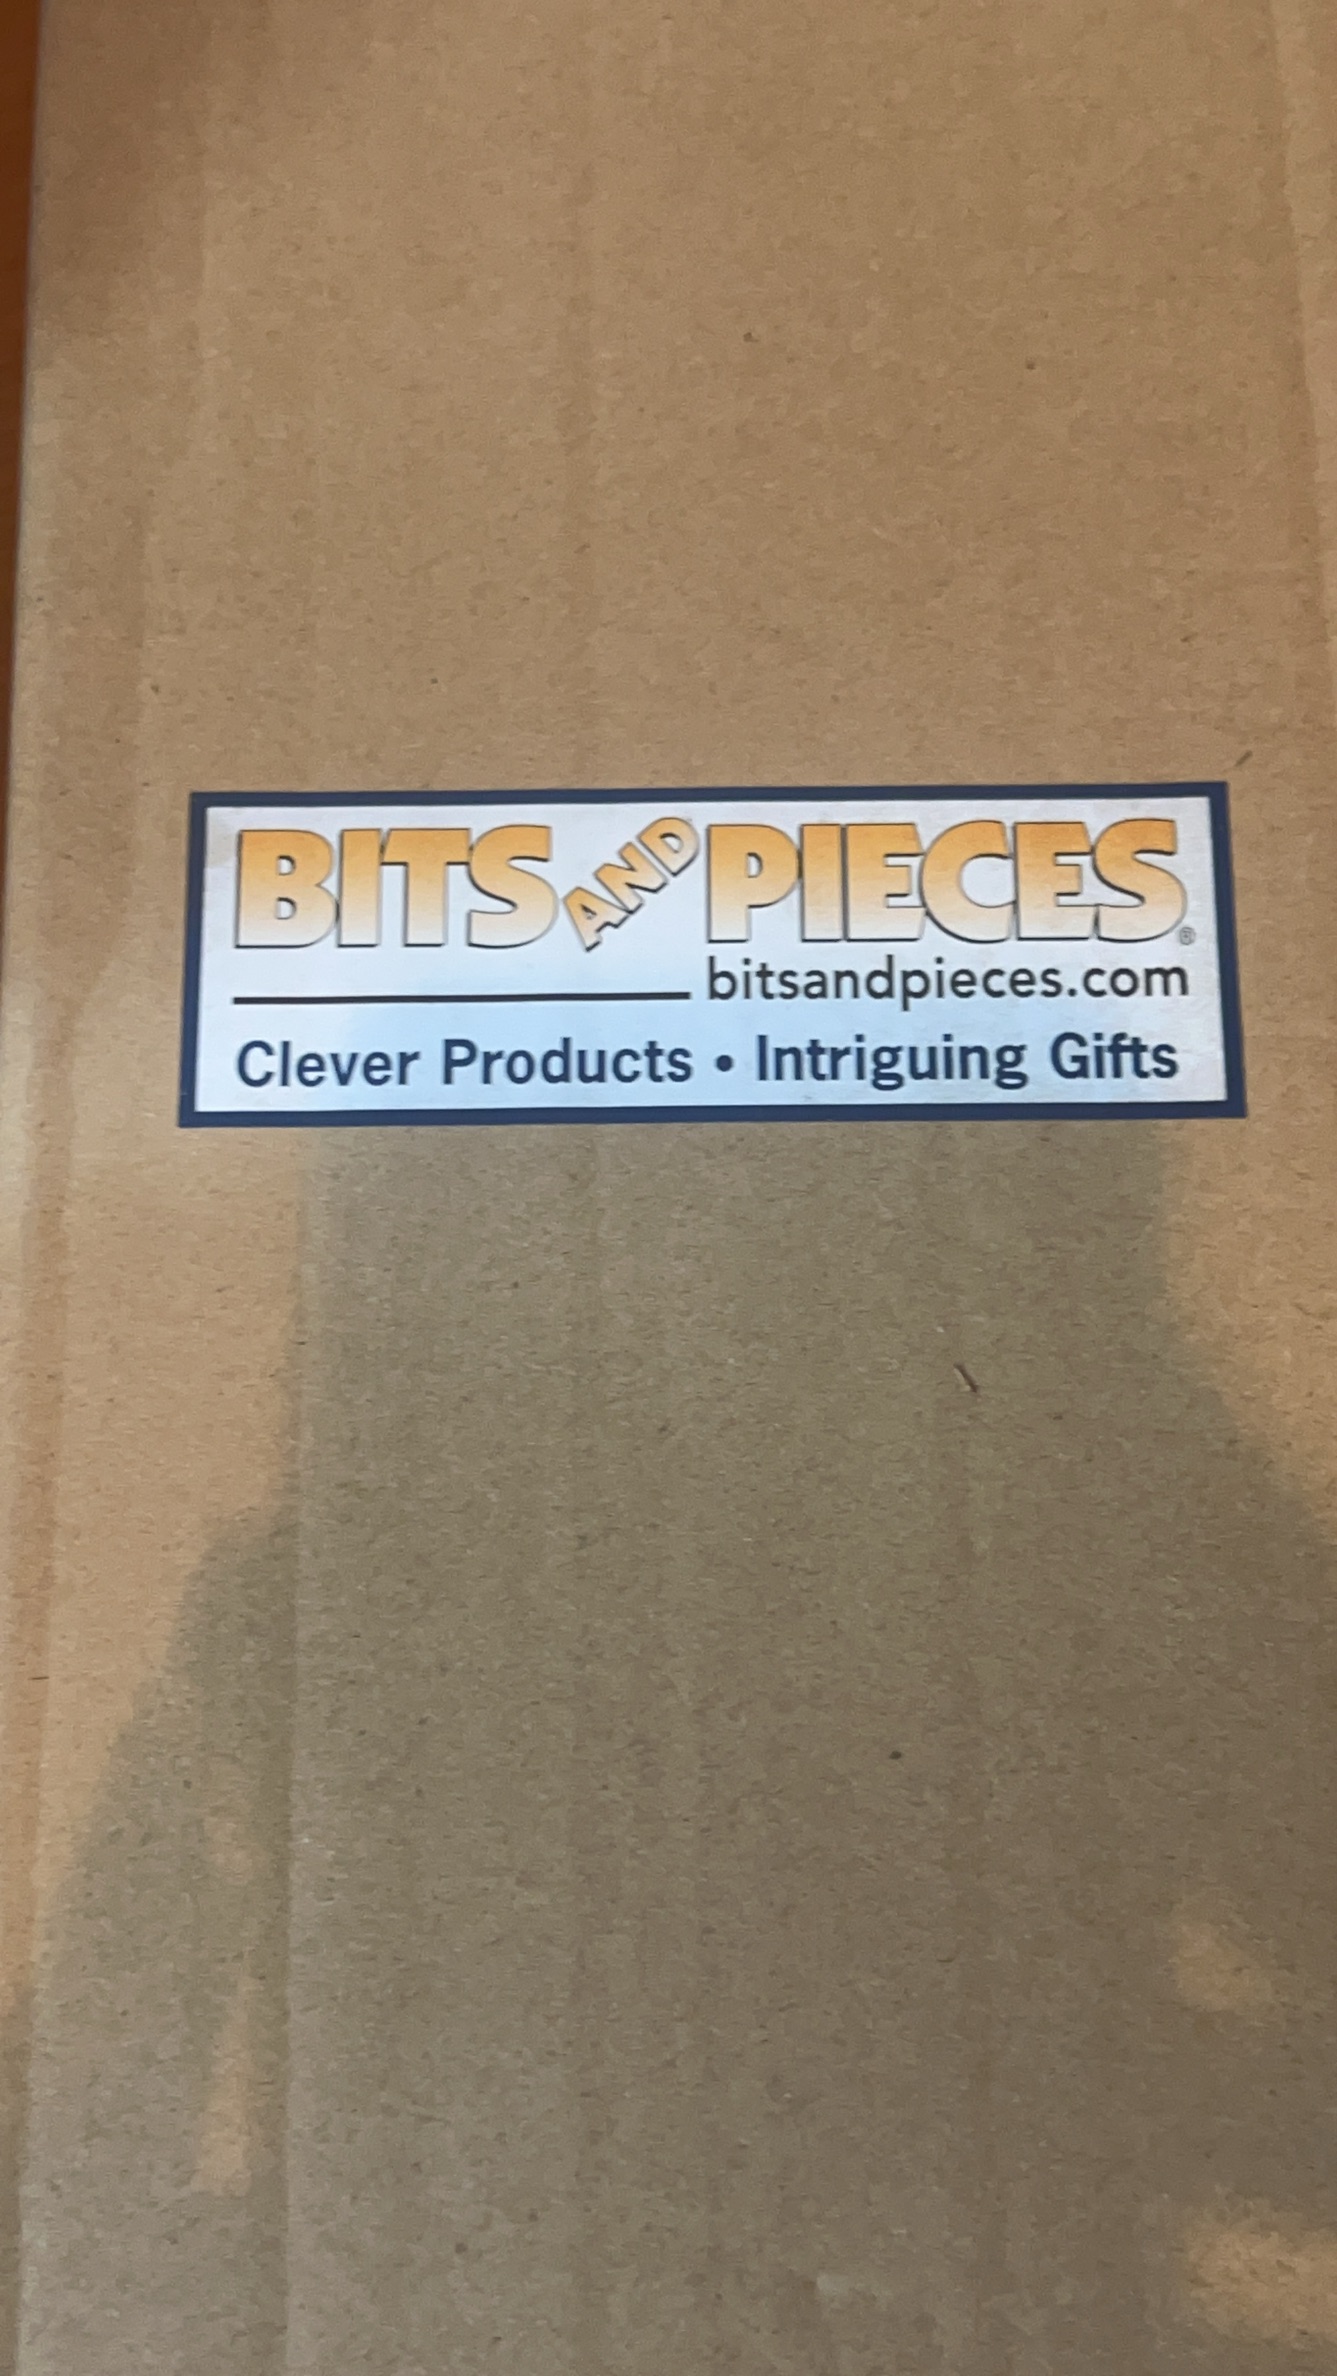 BITS AND PIECES®
bitsandpieces.com
Clever Products • Intriguing Gifts